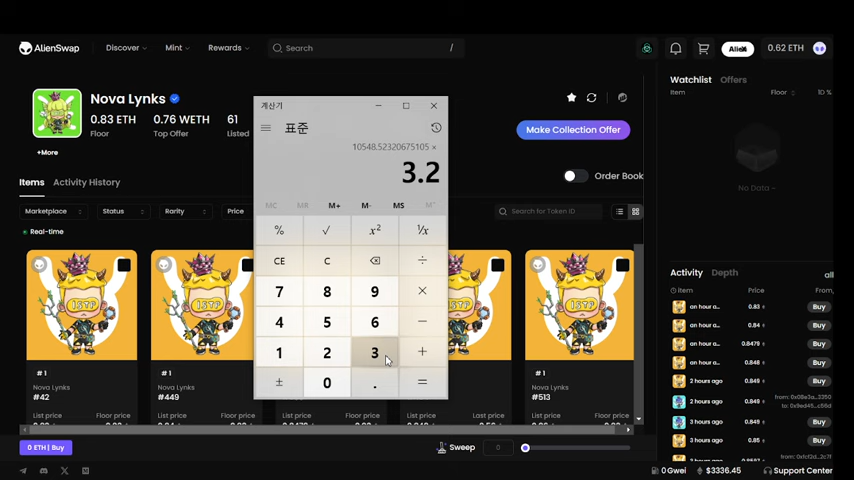 AlienSwap
Discover
Mint
Rewards
Search
/
Alien
0.62 ETH
Nova Lynks
0.83 ETH
0.76 WETH
61
Floor
Top Offer
Listed
+More
계산기
표준
10548.52320675105 ×
3.2
MC MR M+ M- MS M˅
% √ x² ¹/x
CE C ÷
7 8 9 ×
4 5 6 −
1 2 3 +
± 0 . =
Make Collection Offer
Order Book
Items
Activity History
Marketplace
Status
Rarity
Price
Search for Token ID
Real-time
ISTP
ISTP
ISTP
ISTP
# 1
Nova Lynks
#42
List price
Floor price
# 1
Nova Lynks
#449
List price
Floor price
# 1
Nova Lynks
#513
List price
Floor price
Watchlist
Offers
Item
Floor
No Data -
Activity
Depth
all
Item
Price
From,
an hour a... 0.83 Buy
an hour a... 0.84 Buy
an hour a... 0.8479 Buy
an hour a... 0.848 Buy
2 hours ago 0.849 Buy
2 hours ago 0.849
3 hours ago 0.849 Buy
3 hours ago 0.85 Buy
0 ETH | Buy
Sweep
0
0Gwei
$3336.45
Support Center